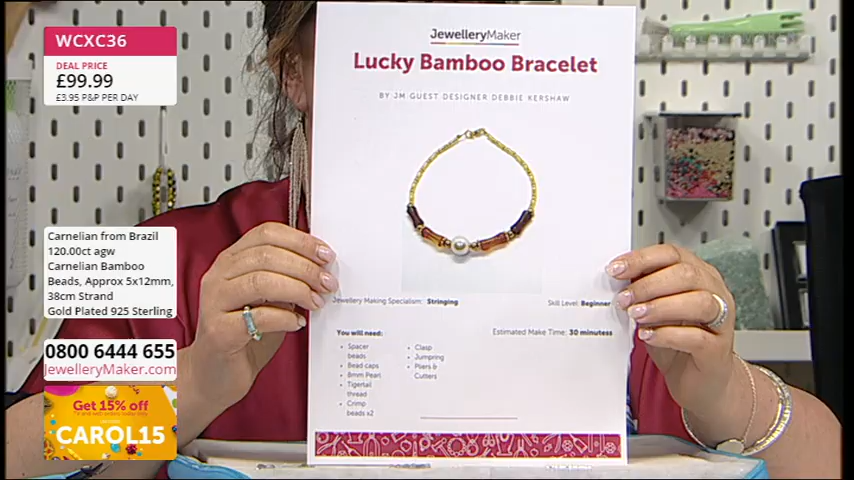 WCXC36
DEAL PRICE
£99.99
£3.95 P&P PER DAY
Carnelian from Brazil
120.00ct agw
Carnelian Bamboo
Beads, Approx 5x12mm,
38cm Strand
Gold Plated 925 Sterling
0800 6444 655
JewelleryMaker.com
Get 15% off
CAROL15
JewelleryMaker
Lucky Bamboo Bracelet
BY JM GUEST DESIGNER DEBBIE KERSHAW
Jewellery Making Specialism: Stringing
Skill Level: Beginner
You will need:
Estimated Make Time: 30 minutess
• Spacer
beads
• Bead caps
• 8mm Pearl
• Tigertail
thread
• Crimp
beads x2
• Clasp
• Jumpring
• Pliers &
Cutters